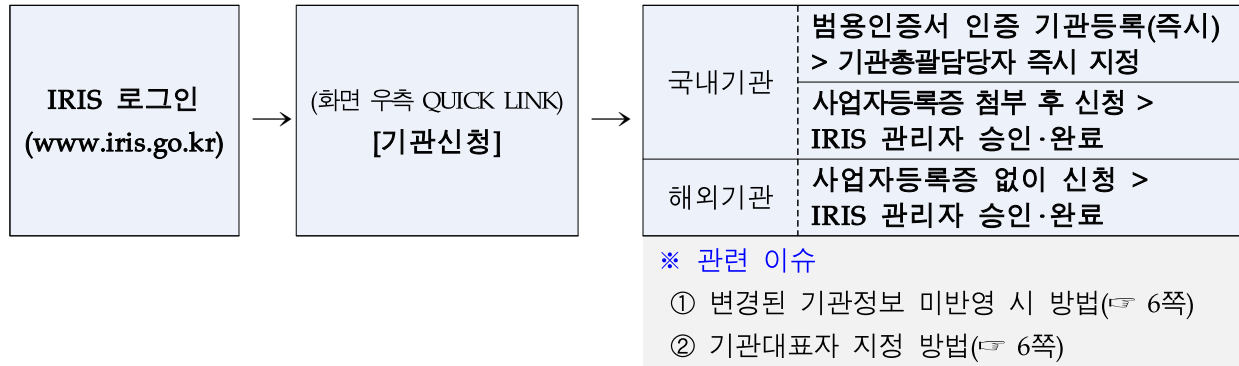 IRIS 로그인
(www.iris.go.kr)
→
(화면 우측 QUICK LINK)
[기관신청]
→
국내기관
범용인증서 인증 기관등록(즉시)
> 기관총괄담당자 즉시 지정
사업자등록증 첨부 후 신청 >
IRIS 관리자 승인·완료
해외기관
사업자등록증 없이 신청 >
IRIS 관리자 승인·완료
※ 관련 이슈
① 변경된 기관정보 미반영 시 방법(☞ 6쪽)
② 기관대표자 지정 방법(☞ 6쪽)